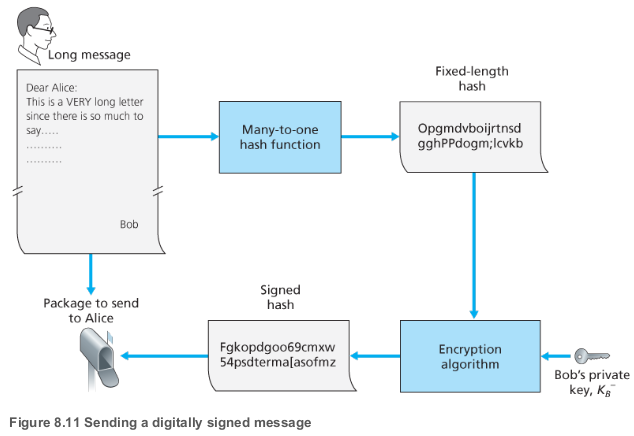 Long message
Dear Alice:
This is a VERY long letter
since there is so much to
say.....
..........
..........
Bob
Many-to-one
hash function
Fixed-length
hash
Opgmdvboijrtnsd
gghPPdogm;lcvkb
Package to send
to Alice
Signed
hash
Fgkopdgoo69cmxw
54psdterma[asofmz
Encryption
algorithm
Bob's private
key, K_B^−
Figure 8.11 Sending a digitally signed message